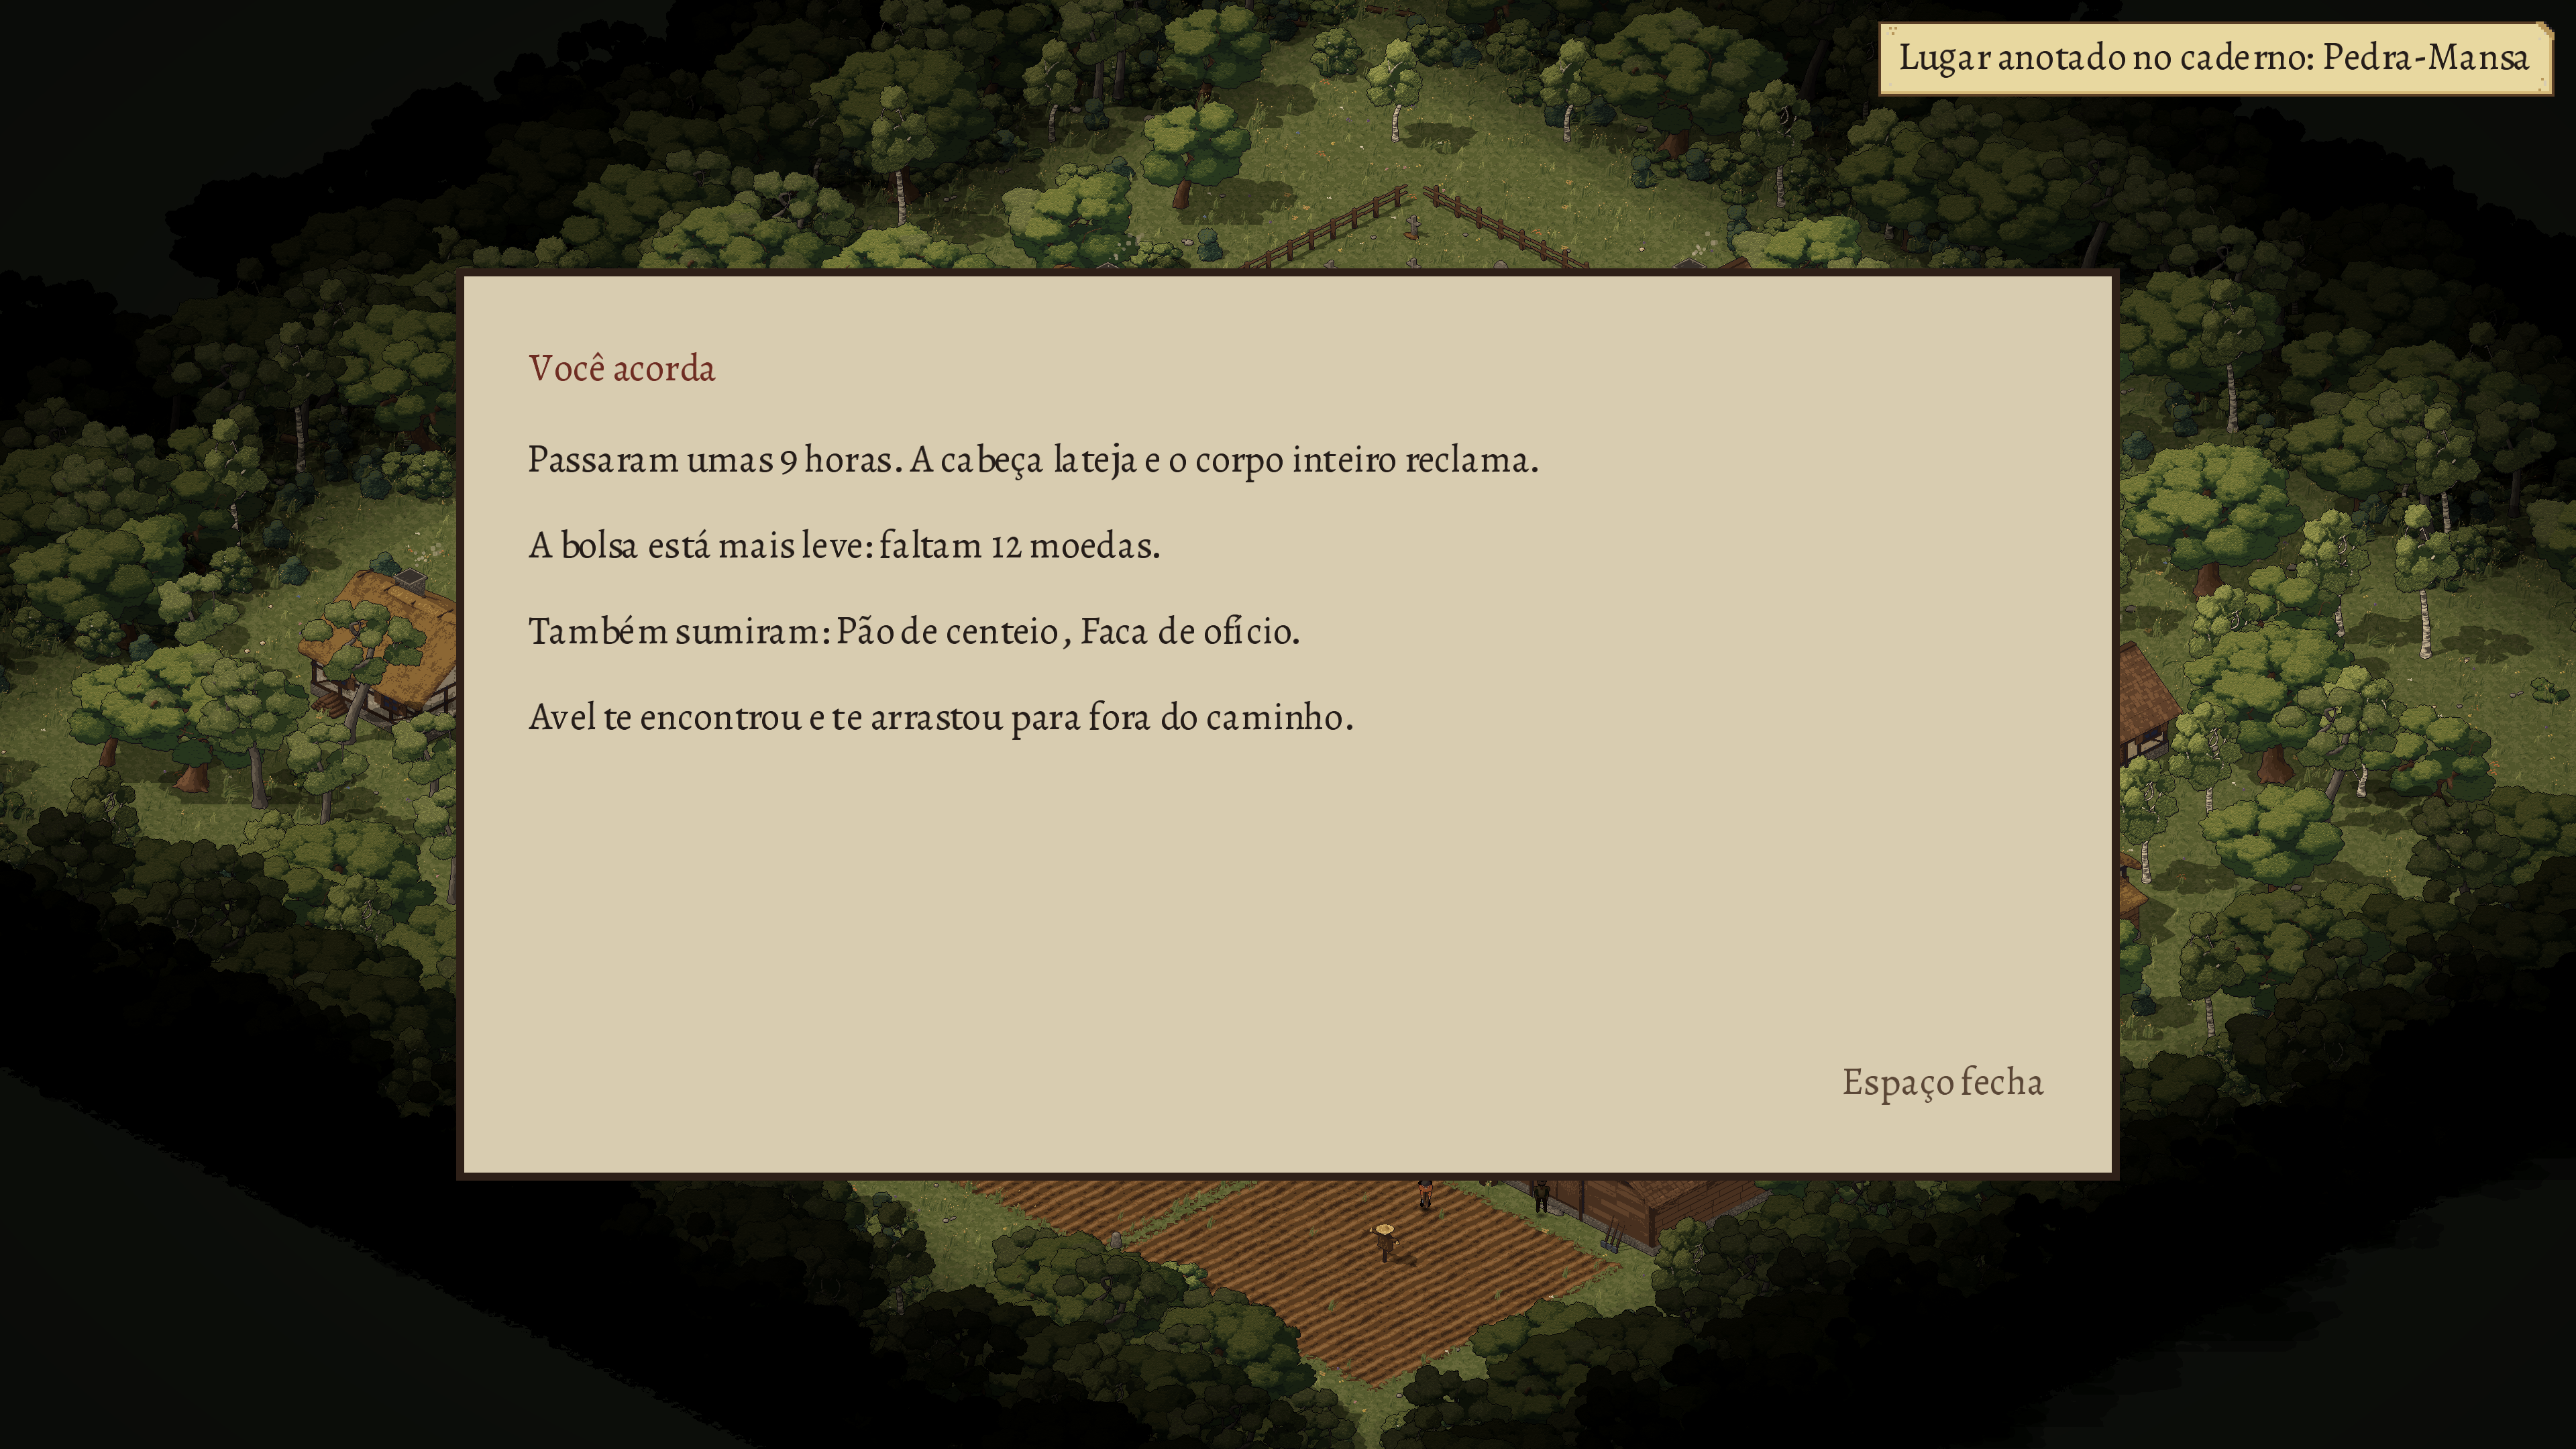 Lugar anotado no caderno: Pedra-Mansa
Você acorda
Passaram umas 9 horas. A cabeça lateja e o corpo inteiro reclama.
A bolsa está mais leve: faltam 12 moedas.
Também sumiram: Pão de centeio, Faca de ofício.
Avel te encontrou e te arrastou para fora do caminho.
Espaço fecha